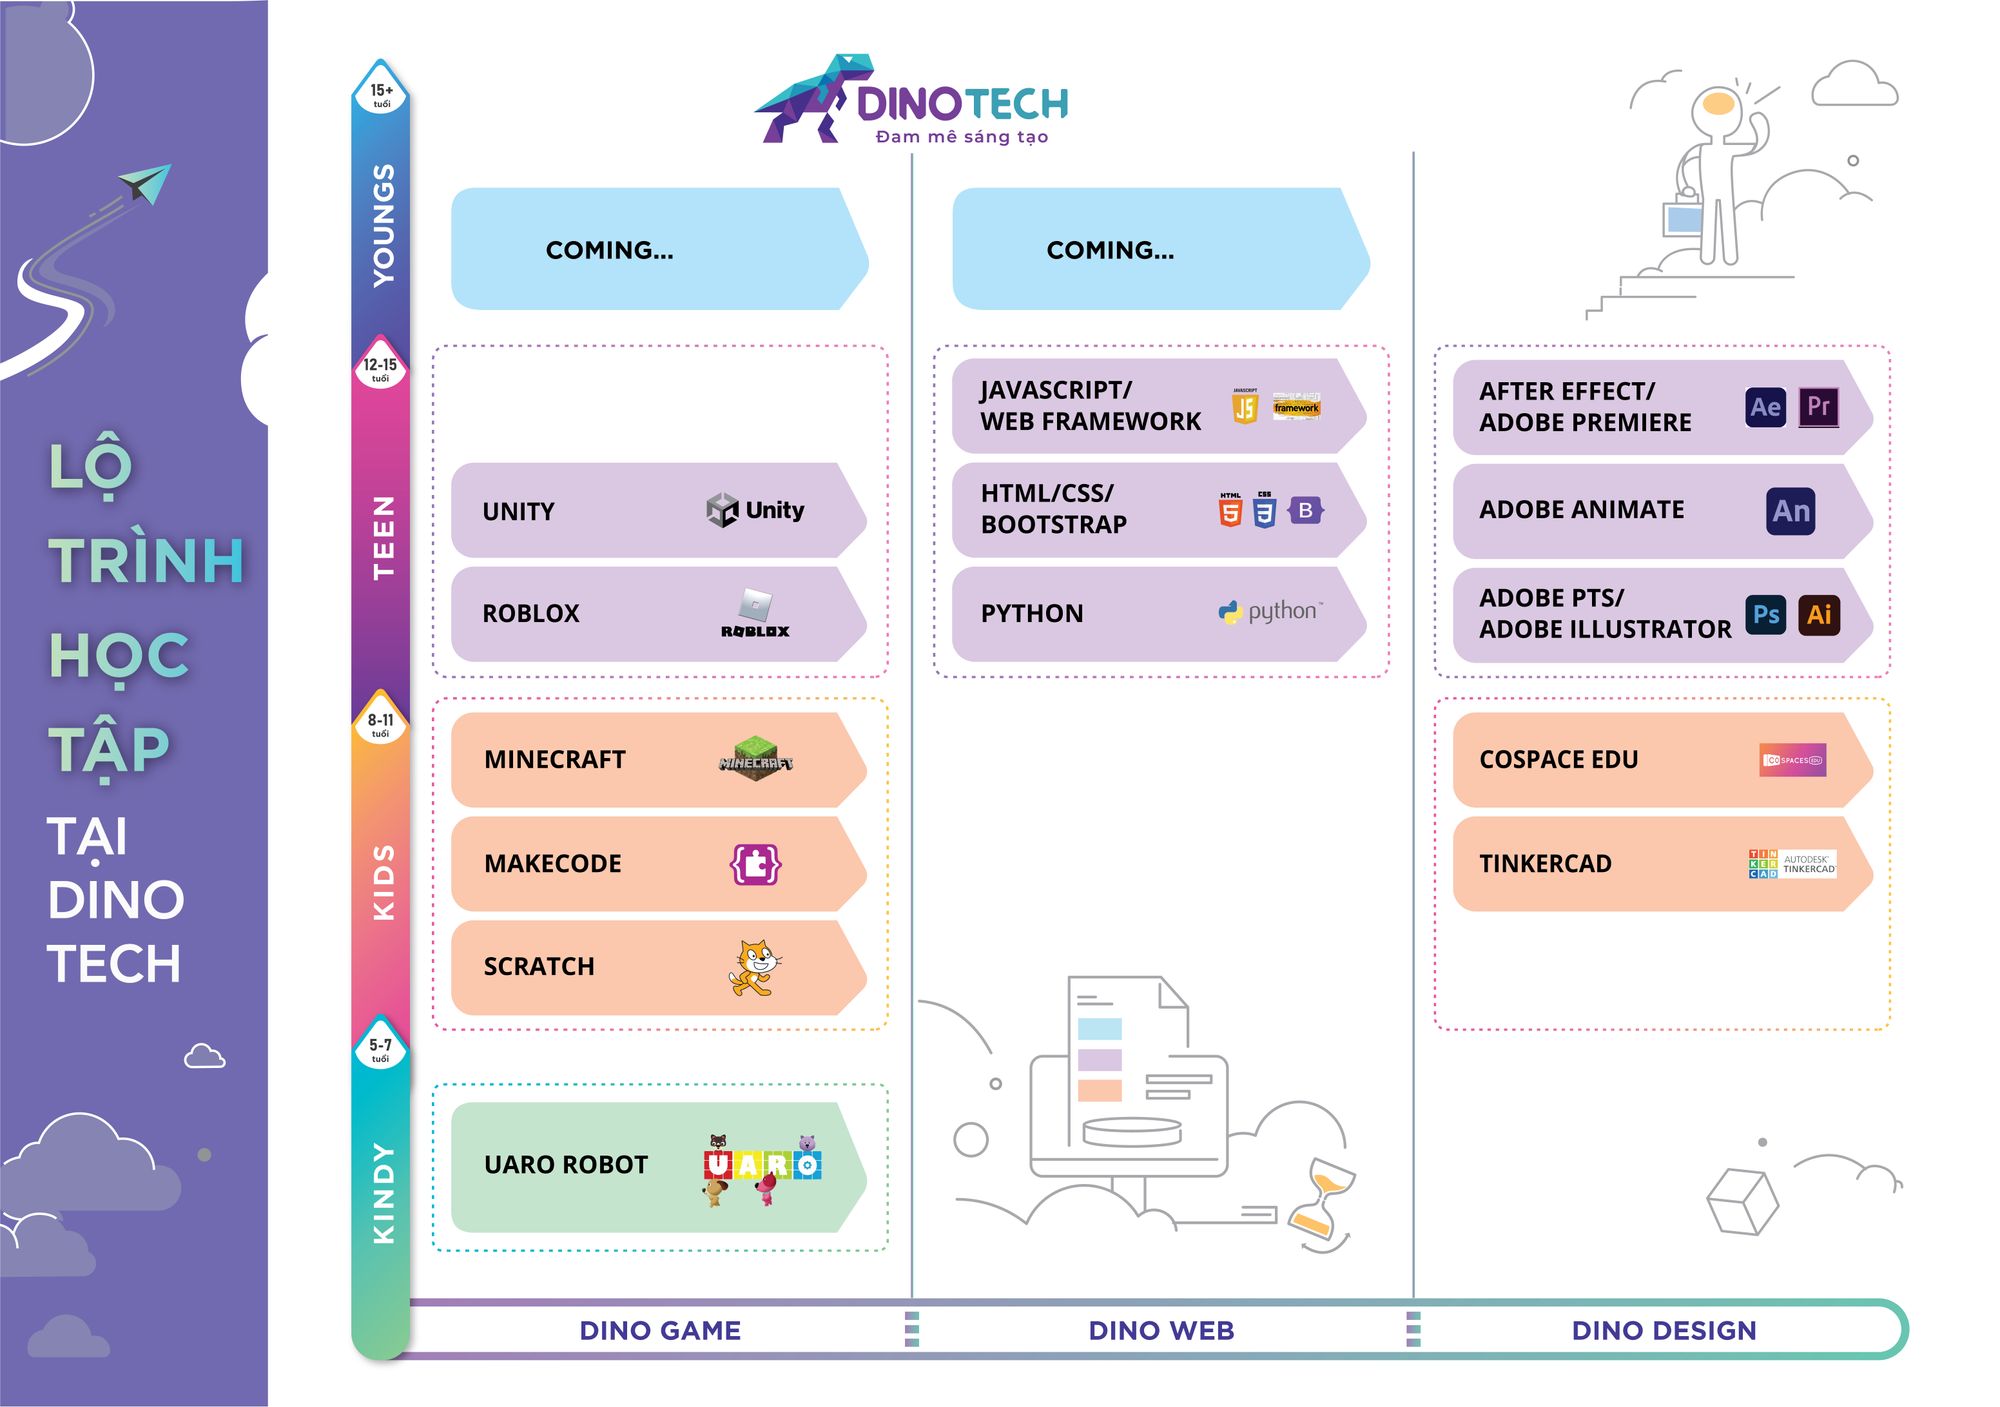 LỘ
TRÌNH
HỌC
TẬP
TẠI
DINO
TECH
DINOTECH
Đam mê sáng tạo
15+
tuổi
YOUNGS
COMING...
COMING...
12-15
tuổi
TEEN
UNITY
Unity
ROBLOX
ROBLOX
JAVASCRIPT/
WEB FRAMEWORK
JAVASCRIPT
JS
framework
HTML/CSS/
BOOTSTRAP
HTML
5
CSS
3
B
PYTHON
python™
AFTER EFFECT/
ADOBE PREMIERE
Ae
Pr
ADOBE ANIMATE
An
ADOBE PTS/
ADOBE ILLUSTRATOR
Ps
Ai
8-11
tuổi
KIDS
MINECRAFT
MINECRAFT
MAKECODE
SCRATCH
COSPACE EDU
COSPACES EDU
TINKERCAD
TIN
KER
CAD
AUTODESK
TINKERCAD
5-7
tuổi
KINDY
UARO ROBOT
UARO
DINO GAME
DINO WEB
DINO DESIGN